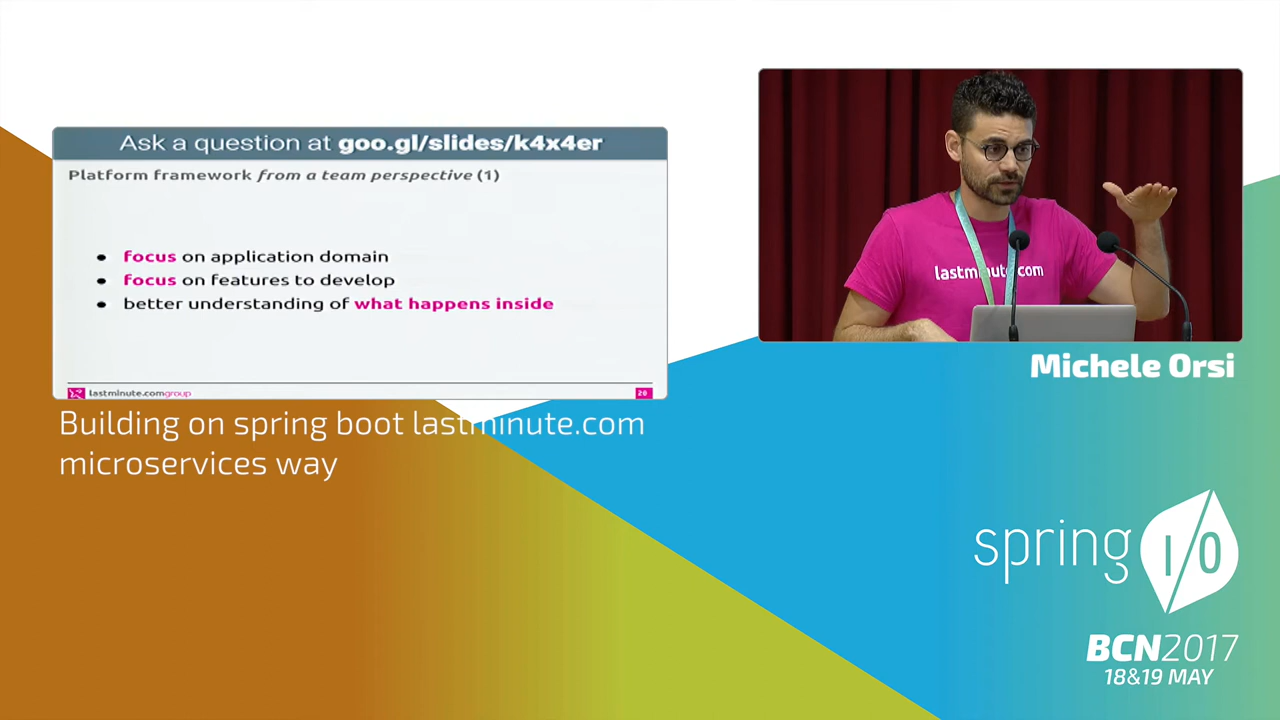 Ask a question at goo.gl/slides/k4x4er
Platform framework from a team perspective (1)
● focus on application domain
● focus on features to develop
● better understanding of what happens inside
lastminute.comgroup
20
lastminute.com
Michele Orsi
Building on spring boot lastminute.com
microservices way
spring I/O
BCN2017
18&19 MAY